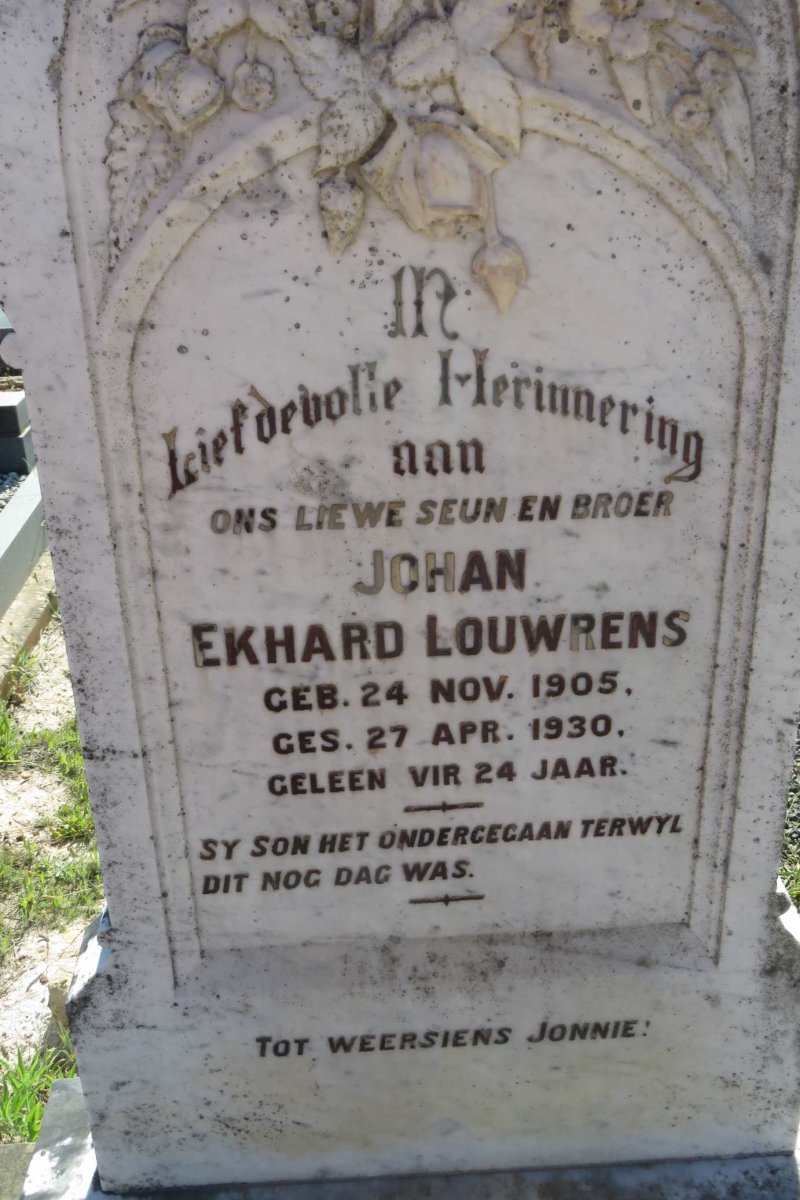 In
Liefdevolle Herinnering
aan
ONS LIEWE SEUN EN BROER
JOHAN
EKHARD LOUWRENS
GEB. 24 NOV. 1905,
GES. 27 APR. 1930,
GELEEN VIR 24 JAAR.
SY SON HET ONDERGEGAAN TERWYL
DIT NOG DAG WAS.
TOT WEERSIENS JONNIE!